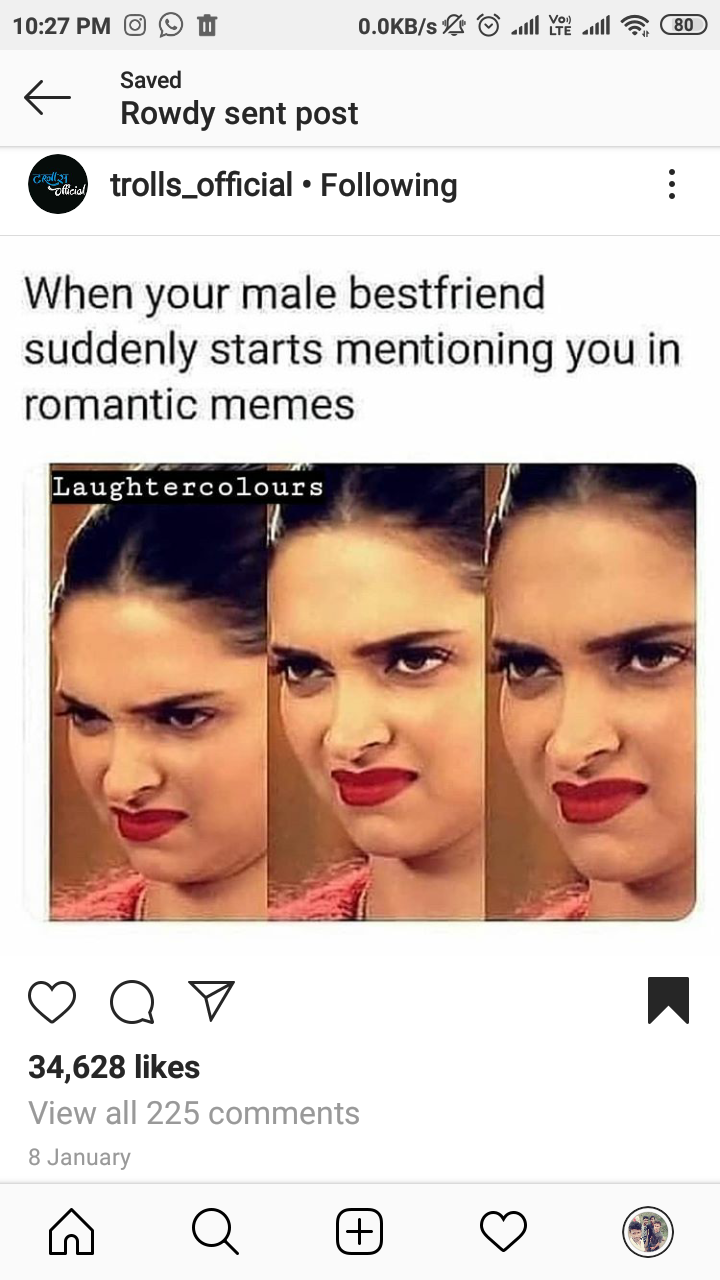 10:27 PM 0.0KB/s Vo) LTE 80
Saved
Rowdy sent post
ट्रोल्स
official
trolls_official • Following
When your male bestfriend
suddenly starts mentioning you in
romantic memes
Laughtercolours
34,628 likes
View all 225 comments
8 January